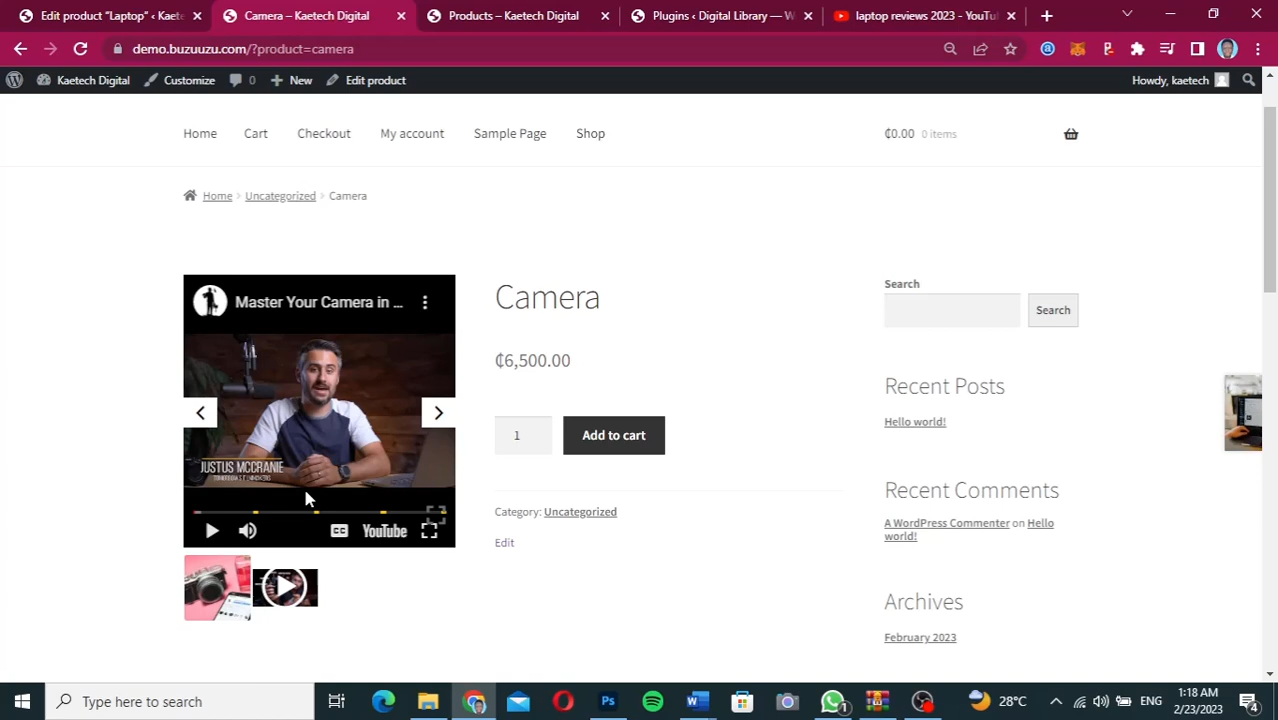 Edit product “Laptop” ‹ Kaete
Camera – Kaetech Digital
Products – Kaetech Digital
Plugins ‹ Digital Library — W
laptop reviews 2023 - YouTu
demo.buzuuzu.com/?product=camera
Kaetech Digital
Customize
0
New
Edit product
Howdy, kaetech
Home
Cart
Checkout
My account
Sample Page
Shop
₵0.00 0 items
Home
Uncategorized
Camera
Master Your Camera in ...
JUSTUS MCCRANIE
CC
YouTube
Camera
₵6,500.00
1
Add to cart
Category: Uncategorized
Edit
Search
Search
Recent Posts
Hello world!
Recent Comments
A WordPress Commenter on Hello
world!
Archives
February 2023
Type here to search
Ps
W
1
28°C
ENG
1:18 AM
2/23/2023
4